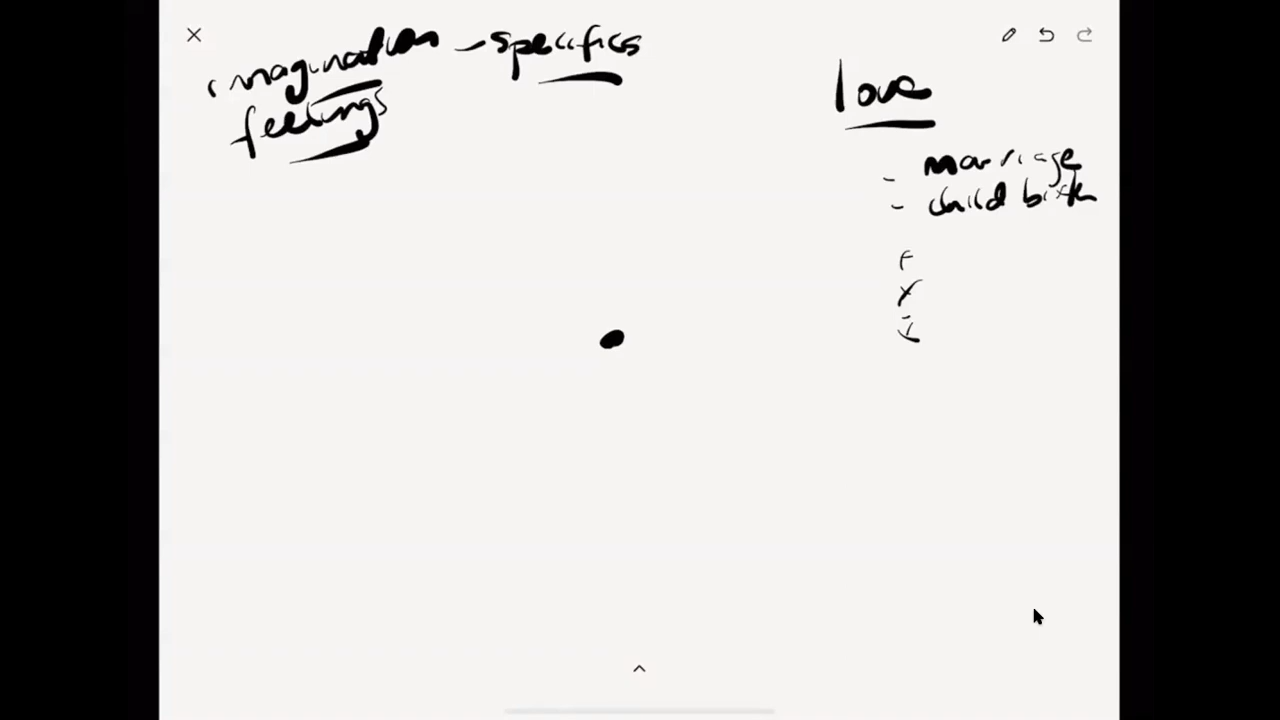 imagination - specifics
feelings
love
- marriage
- child birth